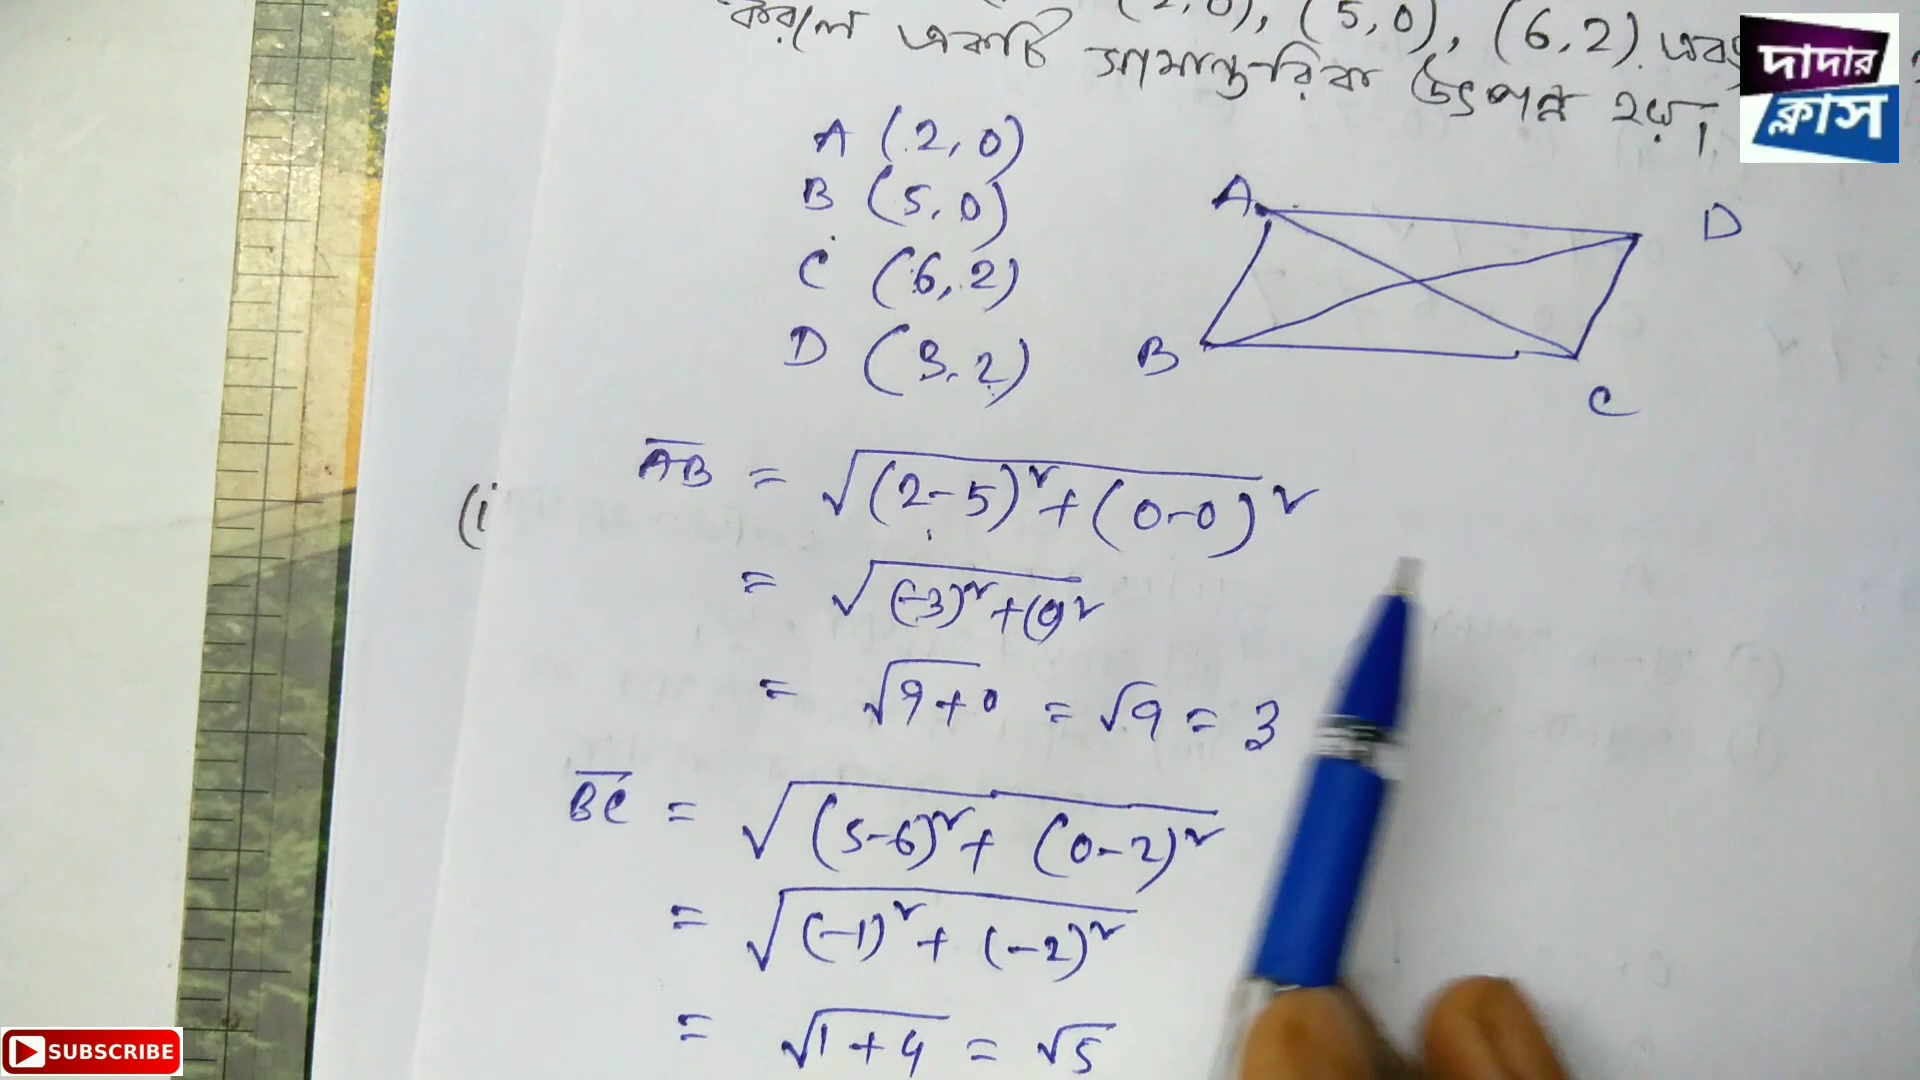 (2,0), (5,0), (6,2) এবং
করলে একটি সামান্তরিক উৎপন্ন হয়।
দাদার
ক্লাস
A (2,0)
B (5,0)
C (6,2)
D (3,2)
A D
B C
(i
AB = √(2-5)² + (0-0)²
= √(-3)² + (0)²
= √9+0 = √9 = 3
BC = √(5-6)² + (0-2)²
= √(-1)² + (-2)²
= √1+4 = √5
SUBSCRIBE